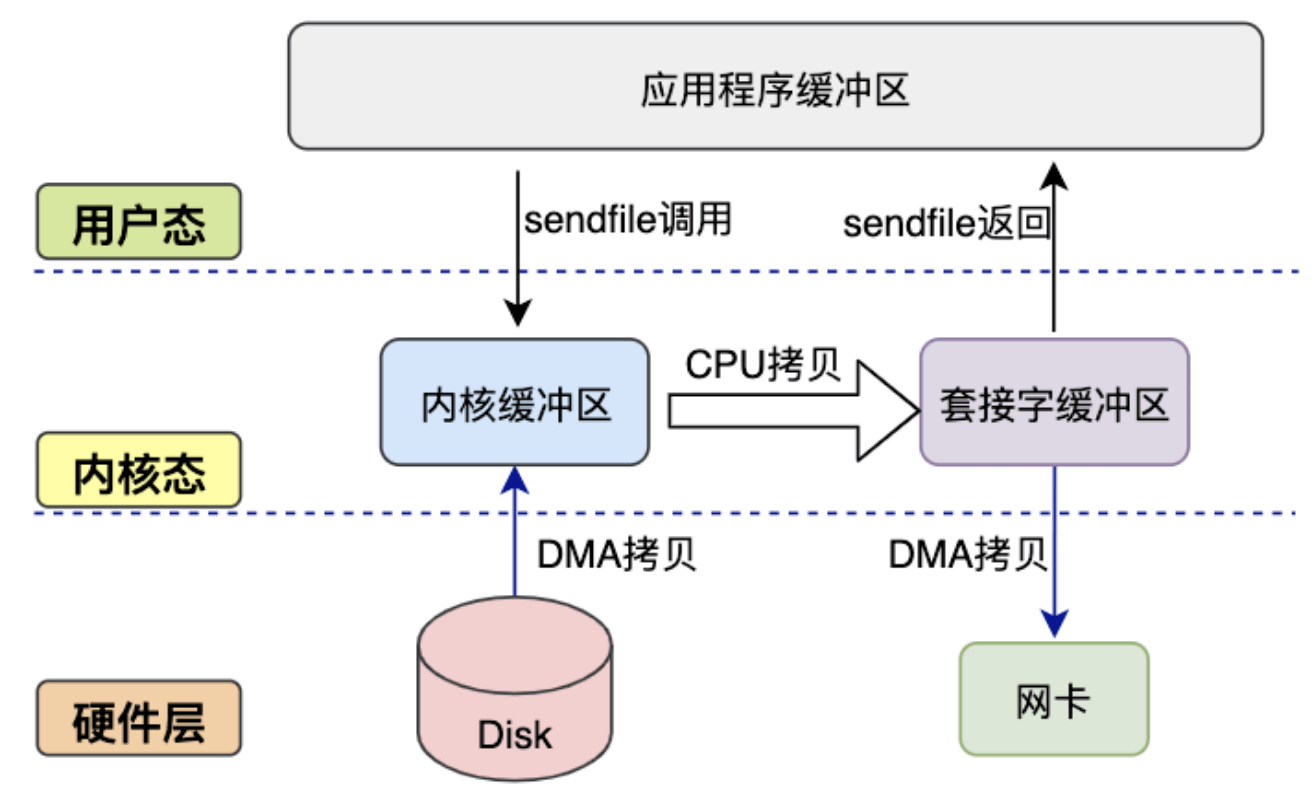 应用程序缓冲区
用户态
sendfile调用
sendfile返回
内核缓冲区
CPU拷贝
套接字缓冲区
内核态
DMA拷贝
DMA拷贝
硬件层
Disk
网卡